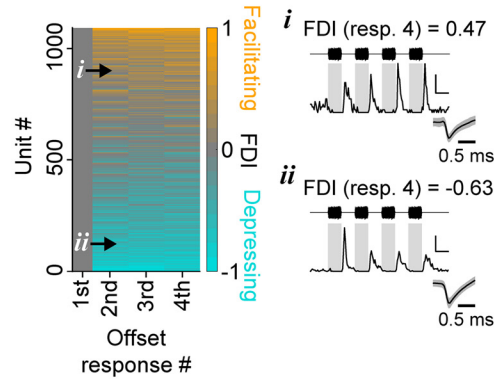 1000
500
0
Unit #
i
ii
1st
2nd
3rd
4th
Offset
response #
1
0
-1
Facilitating
FDI
Depressing
i FDI (resp. 4) = 0.47
0.5 ms
ii FDI (resp. 4) = -0.63
0.5 ms